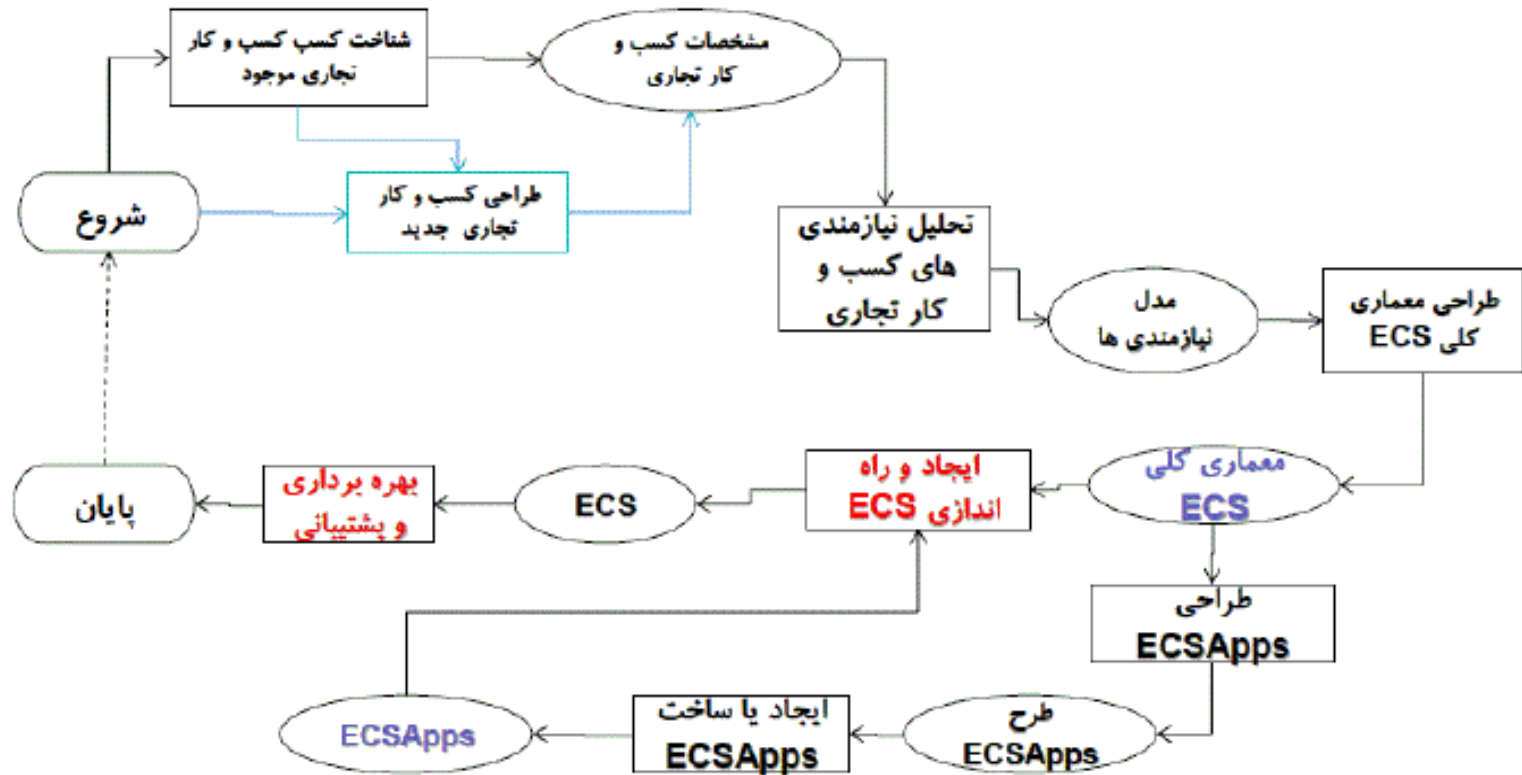 شناخت کسب کسب و کار
تجاری موجود
مشخصات کسب و
کار تجاری
شروع
طراحی کسب و کار
تجاری جدید
تحلیل نیازمندی
های کسب و
کار تجاری
مدل
نیازمندی ها
طراحی معماری
کلی ECS
معماری کلی
ECS
ایجاد و راه
اندازی ECS
ECS
بهره برداری
و پشتیبانی
پایان
طراحی
ECSApps
طرح
ECSApps
ایجاد یا ساخت
ECSApps
ECSApps